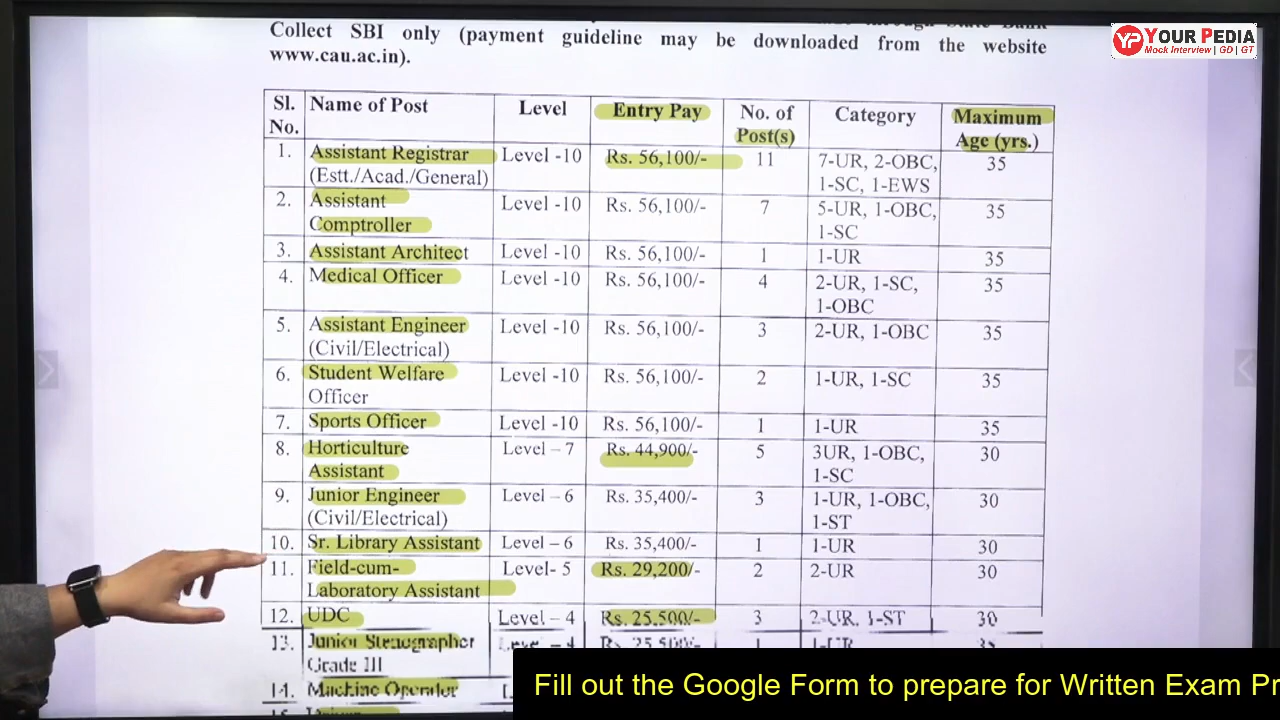 YOUR PEDIA
Mock Interview | GD | GT
Collect SBI only (payment guideline may be downloaded from the website
www.cau.ac.in).
Sl. No. Name of Post Level Entry Pay No. of Post(s) Category Maximum Age (yrs.)
1. Assistant Registrar (Estt./Acad./General) Level -10 Rs. 56,100/- 11 7-UR, 2-OBC, 1-SC, 1-EWS 35
2. Assistant Comptroller Level -10 Rs. 56,100/- 7 5-UR, 1-OBC, 1-SC 35
3. Assistant Architect Level -10 Rs. 56,100/- 1 1-UR 35
4. Medical Officer Level -10 Rs. 56,100/- 4 2-UR, 1-SC, 1-OBC 35
5. Assistant Engineer (Civil/Electrical) Level -10 Rs. 56,100/- 3 2-UR, 1-OBC 35
6. Student Welfare Officer Level -10 Rs. 56,100/- 2 1-UR, 1-SC 35
7. Sports Officer Level -10 Rs. 56,100/- 1 1-UR 35
8. Horticulture Assistant Level – 7 Rs. 44,900/- 5 3UR, 1-OBC, 1-SC 30
9. Junior Engineer (Civil/Electrical) Level – 6 Rs. 35,400/- 3 1-UR, 1-OBC, 1-ST 30
10. Sr. Library Assistant Level – 6 Rs. 35,400/- 1 1-UR 30
11. Field-cum-Laboratory Assistant Level- 5 Rs. 29,200/- 2 2-UR 30
12. UDC Level – 4 Rs. 25,500/- 3 2-UR, 1-ST 30
13. Junior Stenographer Grade III Level – 4 Rs. 25,500/- 1 1-UR
14. Machine Operator
Fill out the Google Form to prepare for Written Exam Pr